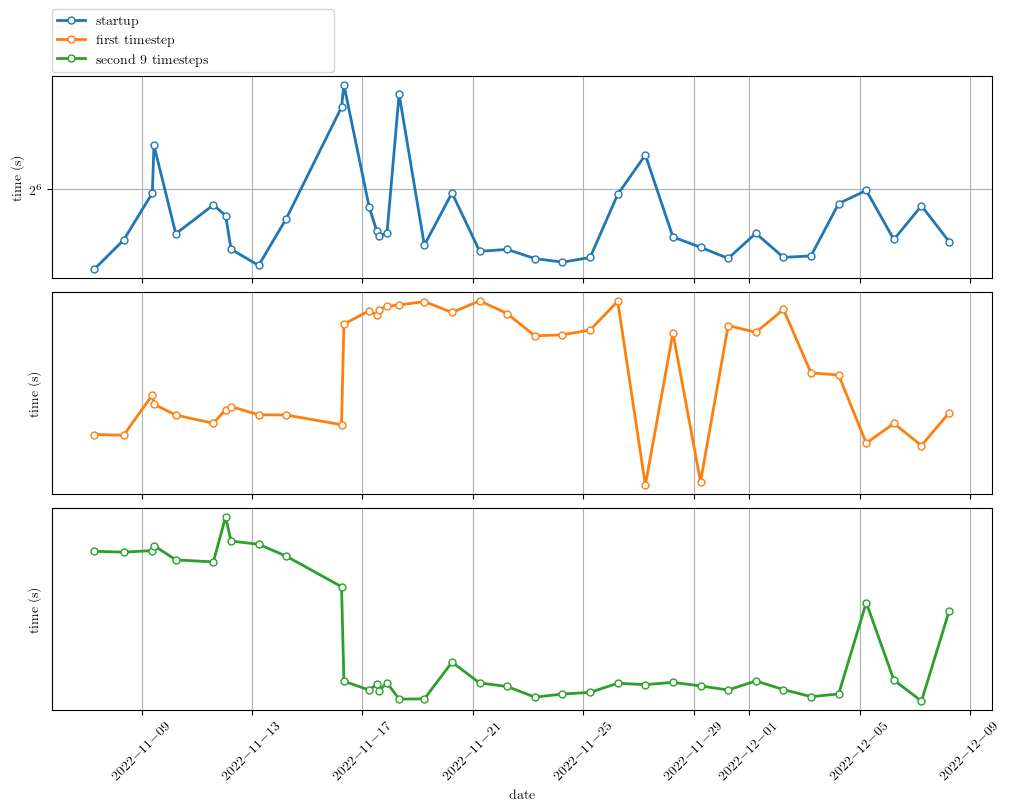 startup
first timestep
second 9 timesteps
time (s)
2⁶
time (s)
time (s)
2022−11−09
2022−11−13
2022−11−17
2022−11−21
2022−11−25
2022−11−29
2022−12−01
2022−12−05
2022−12−09
date